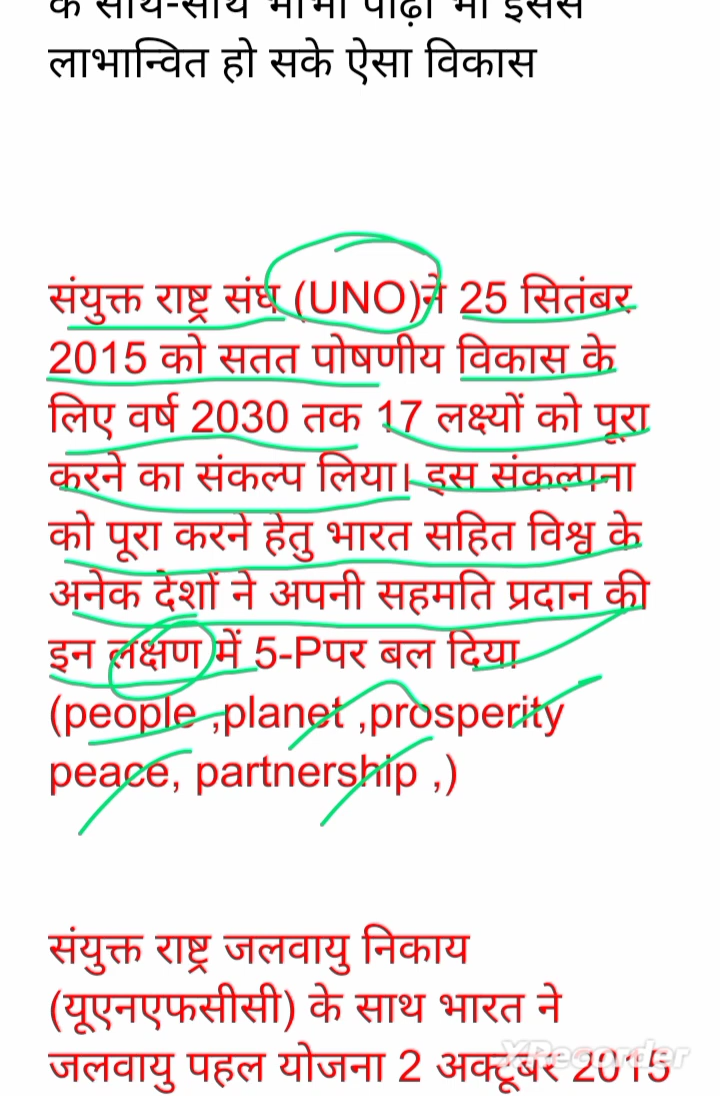 के साथ-साथ भावी पीढ़ी भी इससे
लाभान्वित हो सके ऐसा विकास
संयुक्त राष्ट्र संघ (UNO)ने 25 सितंबर
2015 को सतत पोषणीय विकास के
लिए वर्ष 2030 तक 17 लक्ष्यों को पूरा
करने का संकल्प लिया। इस संकल्पना
को पूरा करने हेतु भारत सहित विश्व के
अनेक देशों ने अपनी सहमति प्रदान की
इन लक्षण में 5-Pपर बल दिया
(people ,planet ,prosperity
peace, partnership ,)
संयुक्त राष्ट्र जलवायु निकाय
(यूएनएफसीसी) के साथ भारत ने
जलवायु पहल योजना 2 अक्टूबर 2015
XRecorder